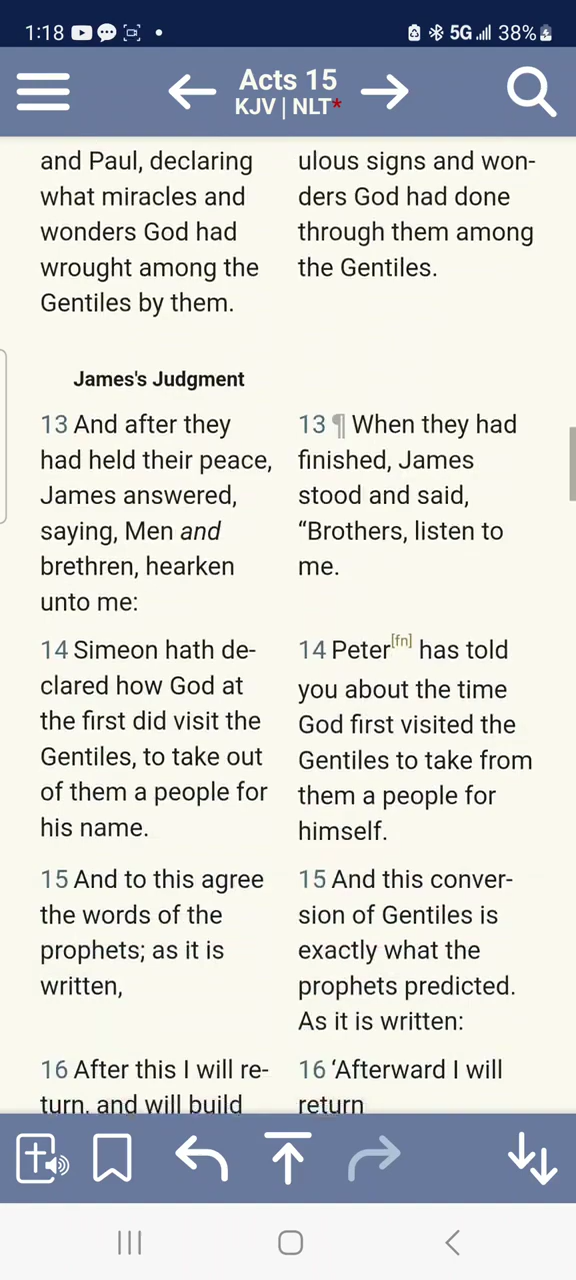 1:18 5G 38%
Acts 15
KJV | NLT*
and Paul, declaring
what miracles and
wonders God had
wrought among the
Gentiles by them.
ulous signs and won-
ders God had done
through them among
the Gentiles.
James's Judgment
13 And after they
had held their peace,
James answered,
saying, Men and
brethren, hearken
unto me:
13 ¶ When they had
finished, James
stood and said,
“Brothers, listen to
me.
14 Simeon hath de-
clared how God at
the first did visit the
Gentiles, to take out
of them a people for
his name.
14 Peter[fn] has told
you about the time
God first visited the
Gentiles to take from
them a people for
himself.
15 And to this agree
the words of the
prophets; as it is
written,
15 And this conver-
sion of Gentiles is
exactly what the
prophets predicted.
As it is written:
16 After this I will re-
turn, and will build
16 ‘Afterward I will
return